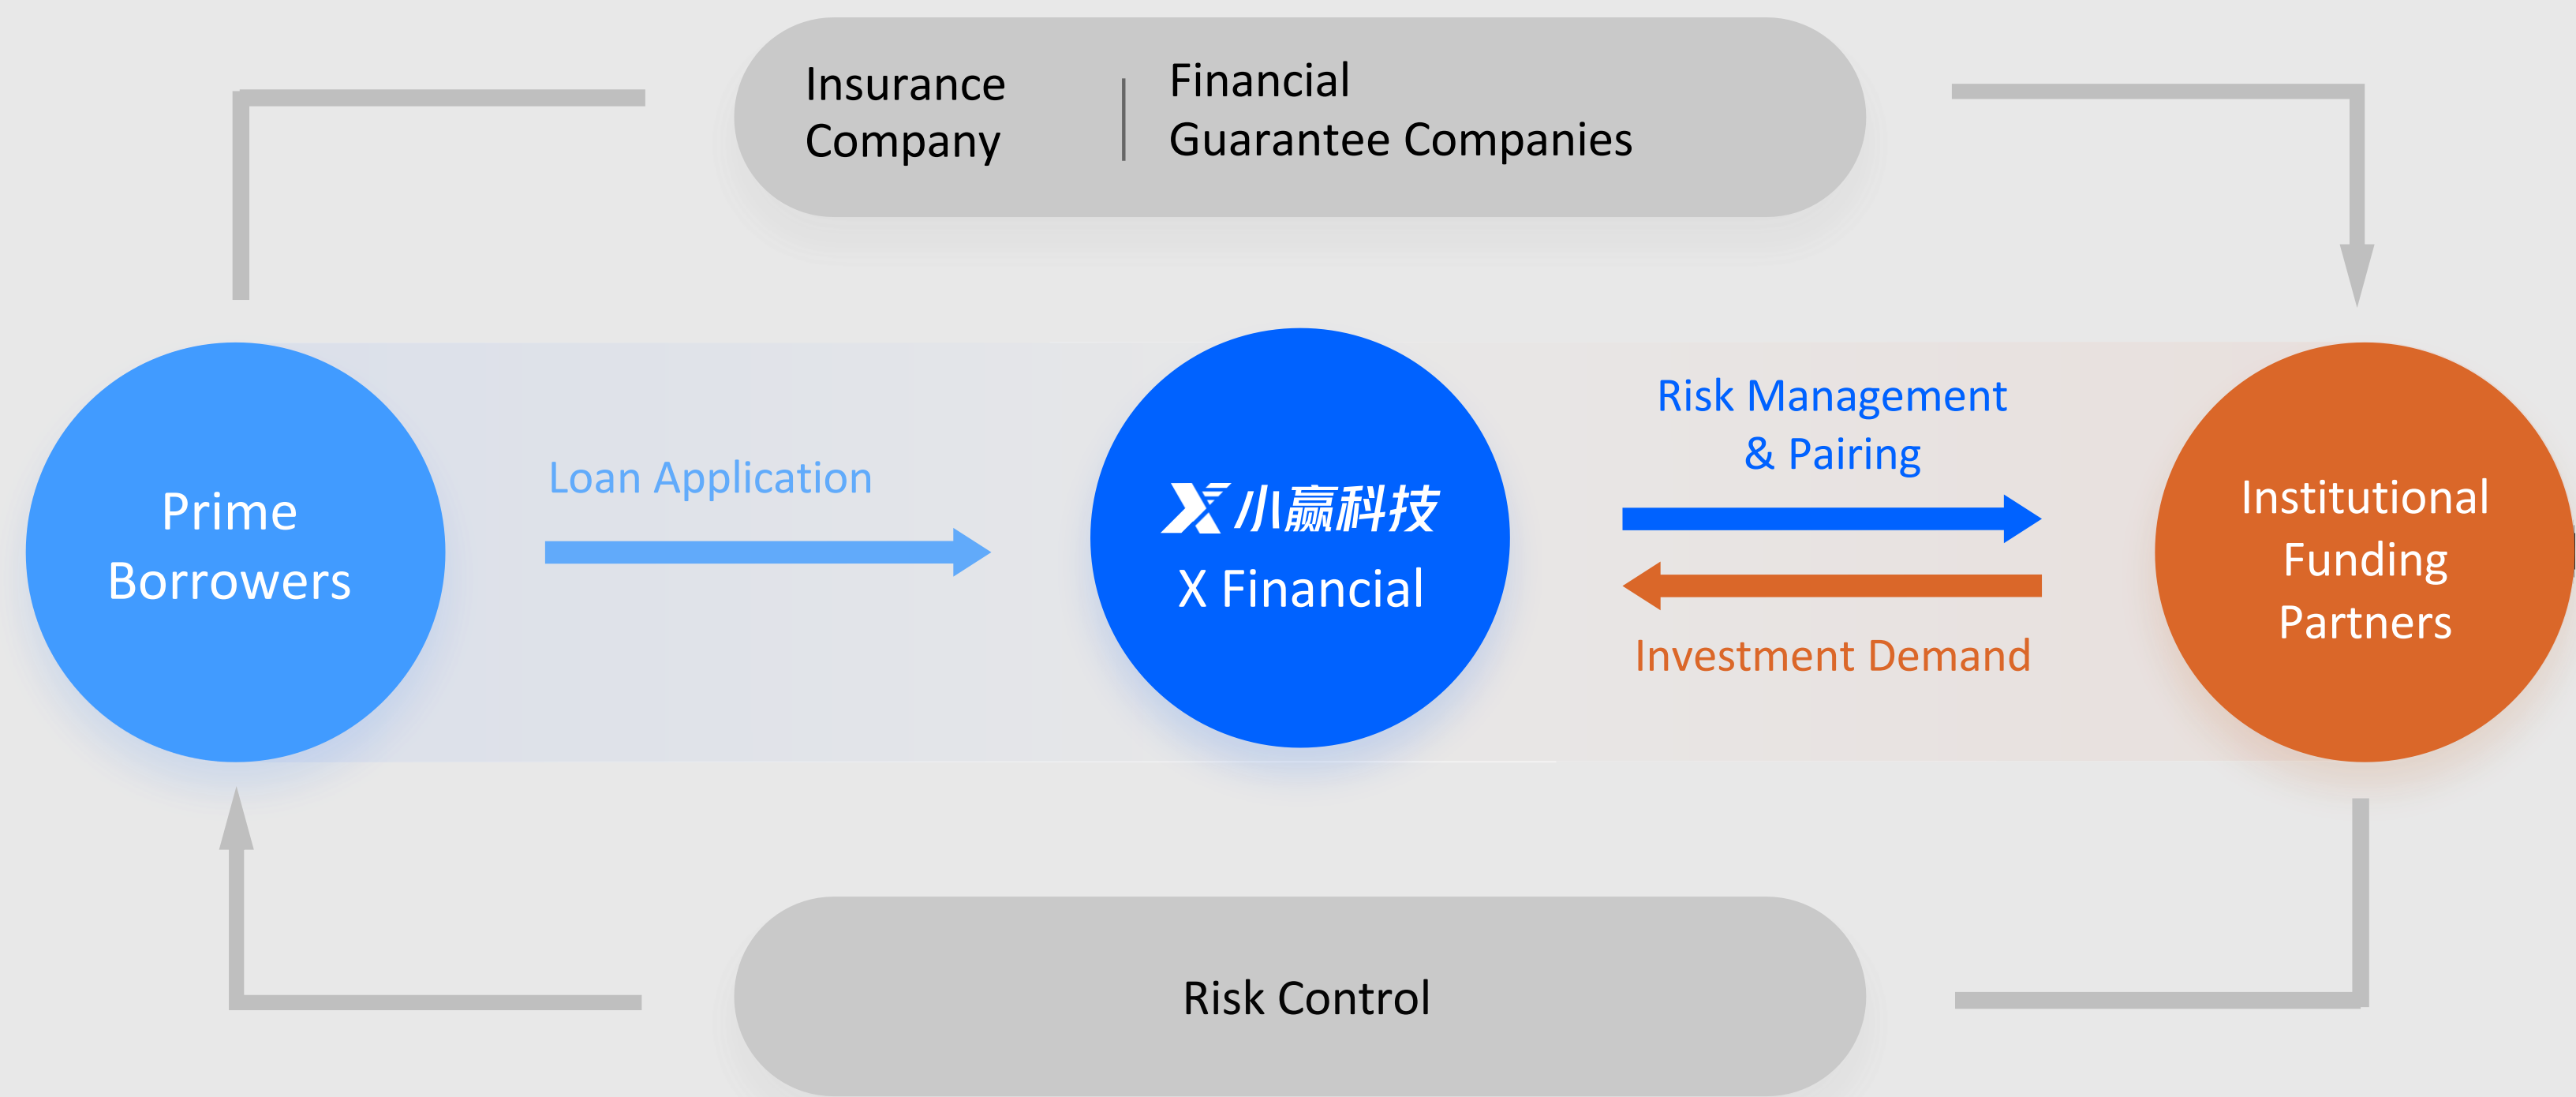 Insurance
Company
Financial
Guarantee Companies
Prime
Borrowers
Loan Application
小赢科技
X Financial
Risk Management
& Pairing
Investment Demand
Institutional
Funding
Partners
Risk Control